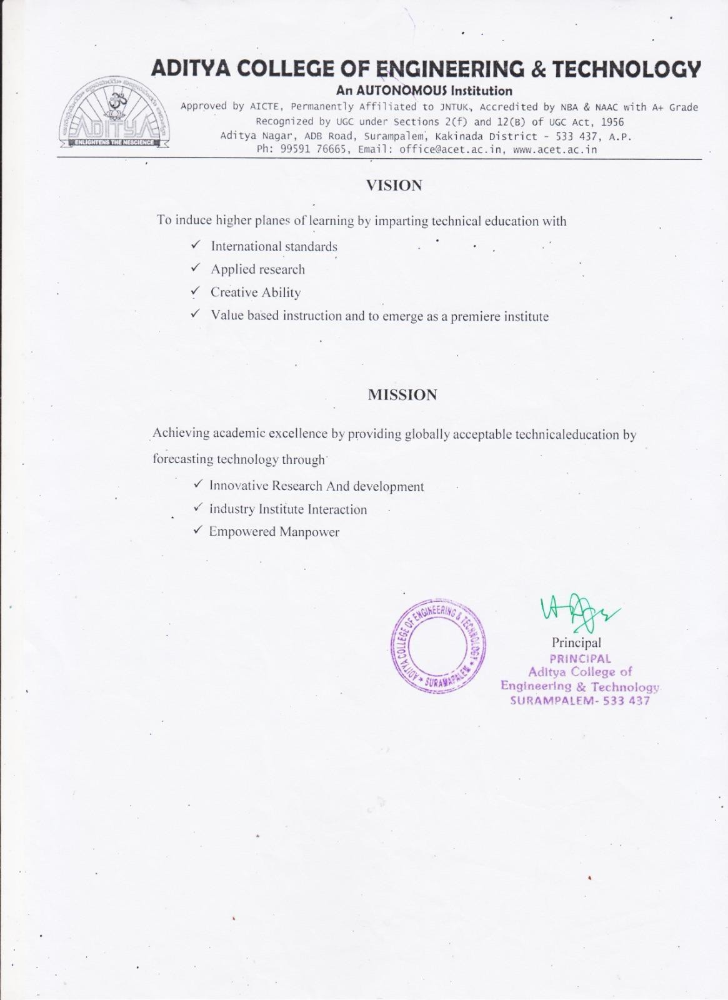 ADITYA COLLEGE OF ENGINEERING & TECHNOLOGY
An AUTONOMOUS Institution
Approved by AICTE, Permanently Affiliated to JNTUK, Accredited by NBA & NAAC with A+ Grade
Recognized by UGC under Sections 2(f) and 12(B) of UGC Act, 1956
Aditya Nagar, ADB Road, Surampalem, Kakinada District - 533 437, A.P.
Ph: 99591 76665, Email: office@acet.ac.in, www.acet.ac.in
ADITYA
ENLIGHTENS THE NESCIENCE
VISION
To induce higher planes of learning by imparting technical education with
✓ International standards
✓ Applied research
✓ Creative Ability
✓ Value based instruction and to emerge as a premiere institute
MISSION
Achieving academic excellence by providing globally acceptable technicaleducation by
forecasting technology through
✓ Innovative Research And development
✓ Industry Institute Interaction
✓ Empowered Manpower
ADITYA COLLEGE OF ENGINEERING & TECHNOLOGY
* SURAMAPALEM *
Principal
PRINCIPAL
Aditya College of
Engineering & Technology
SURAMPALEM- 533 437